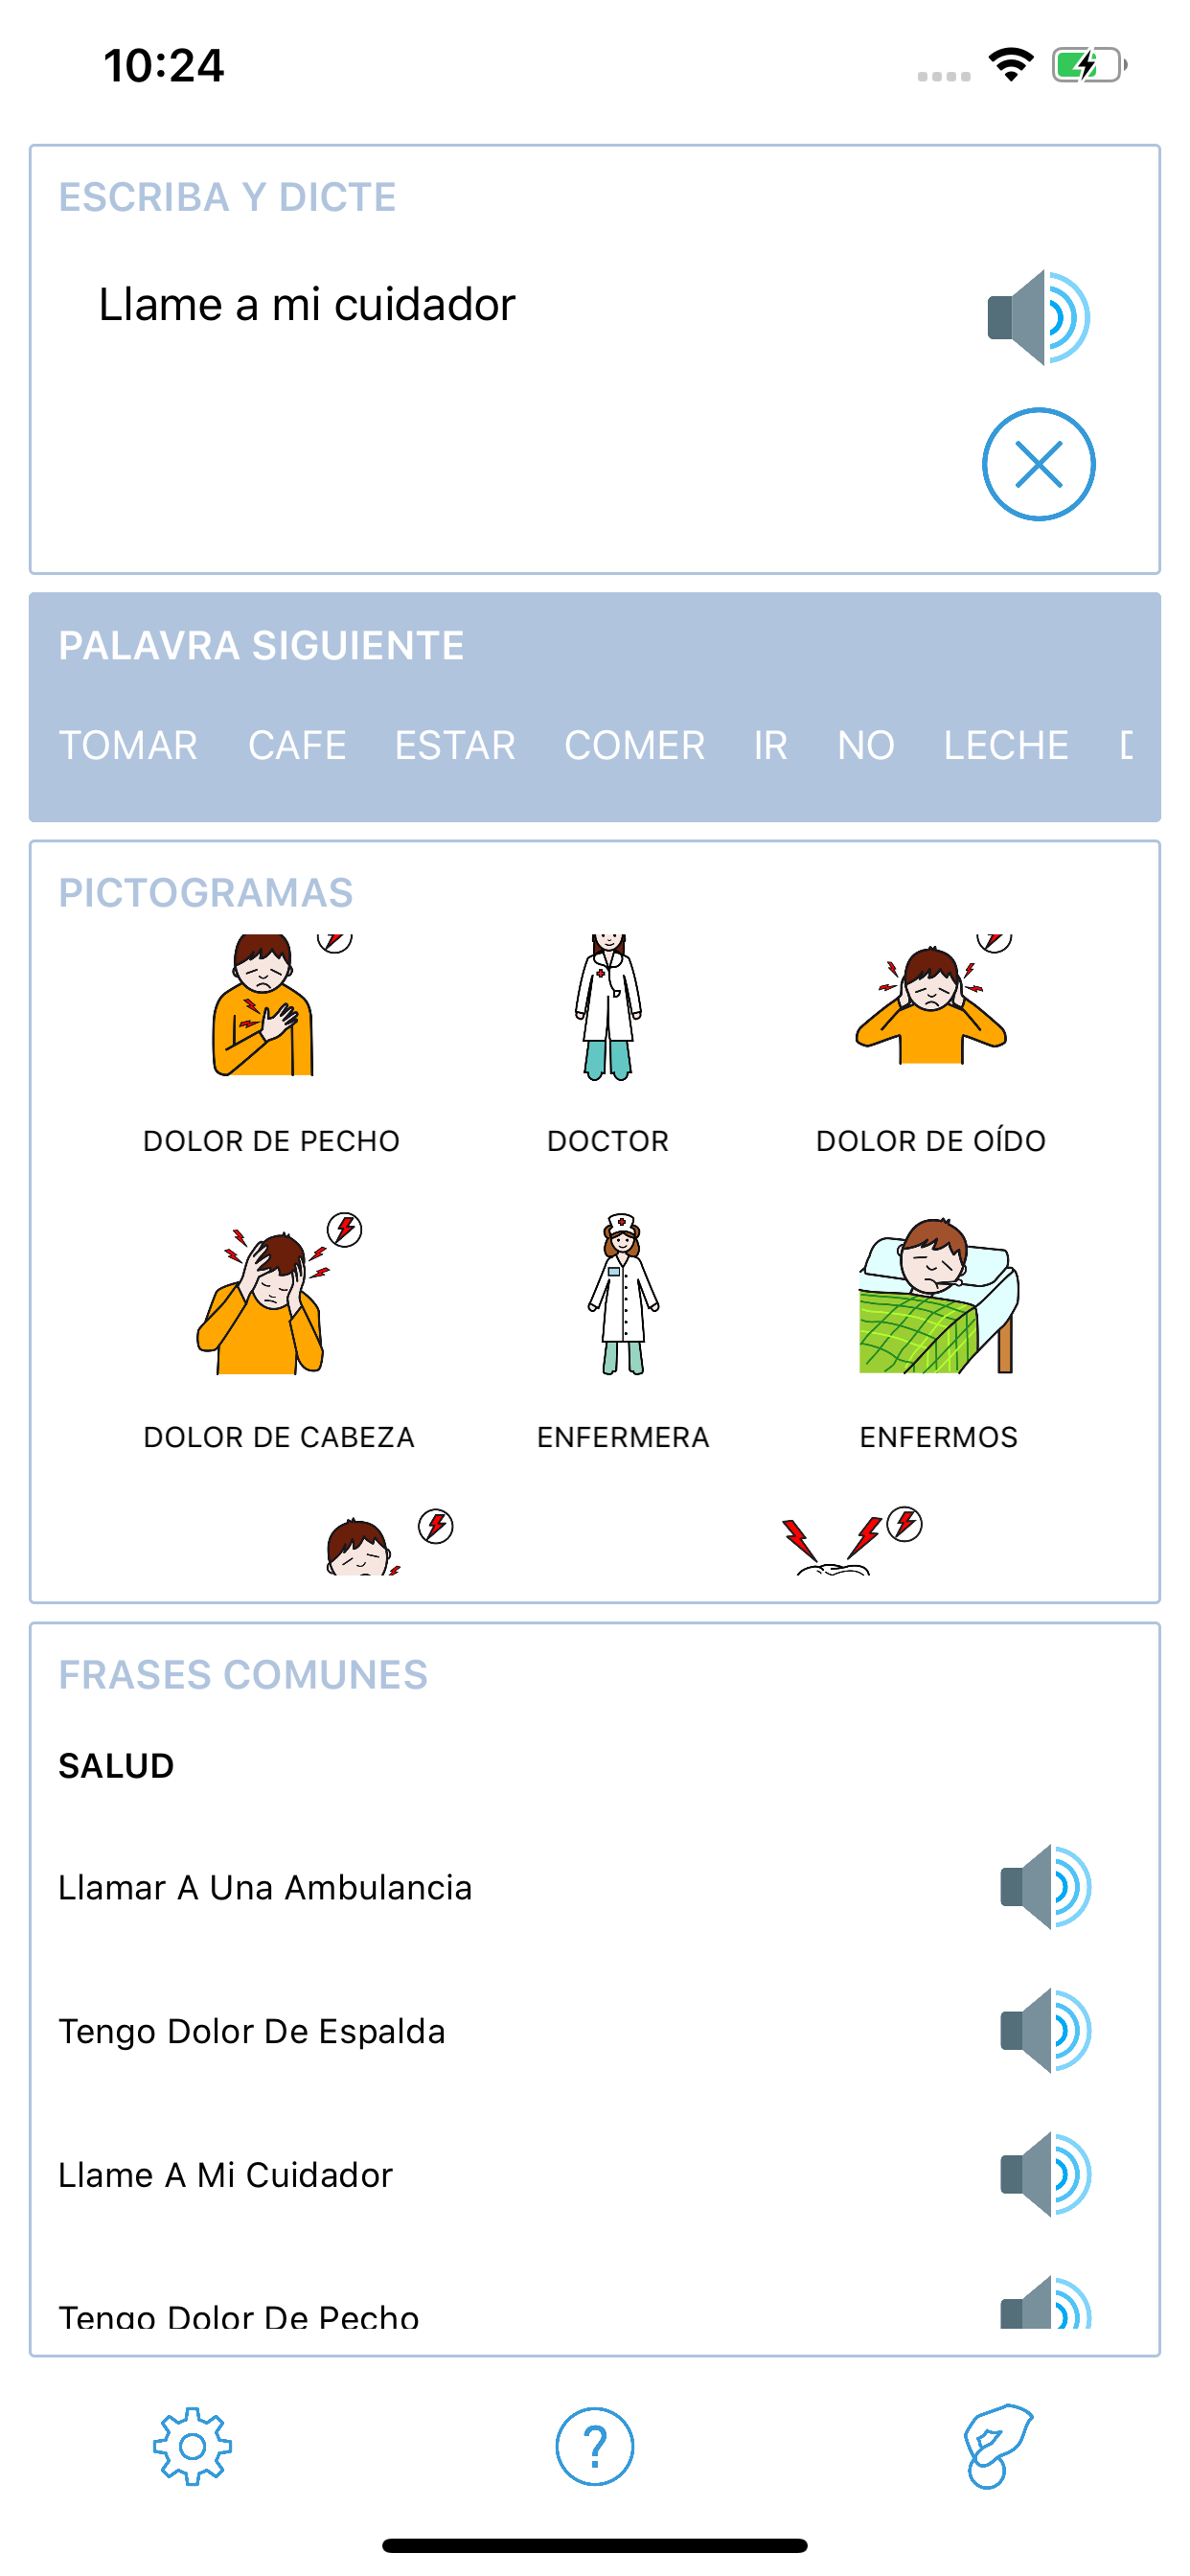 10:24
ESCRIBA Y DICTE
Llame a mi cuidador
PALAVRA SIGUIENTE
TOMAR CAFE ESTAR COMER IR NO LECHE
PICTOGRAMAS
DOLOR DE PECHO DOCTOR DOLOR DE OÍDO
DOLOR DE CABEZA ENFERMERA ENFERMOS
FRASES COMUNES
SALUD
Llamar A Una Ambulancia
Tengo Dolor De Espalda
Llame A Mi Cuidador
Tengo Dolor De Pecho
?